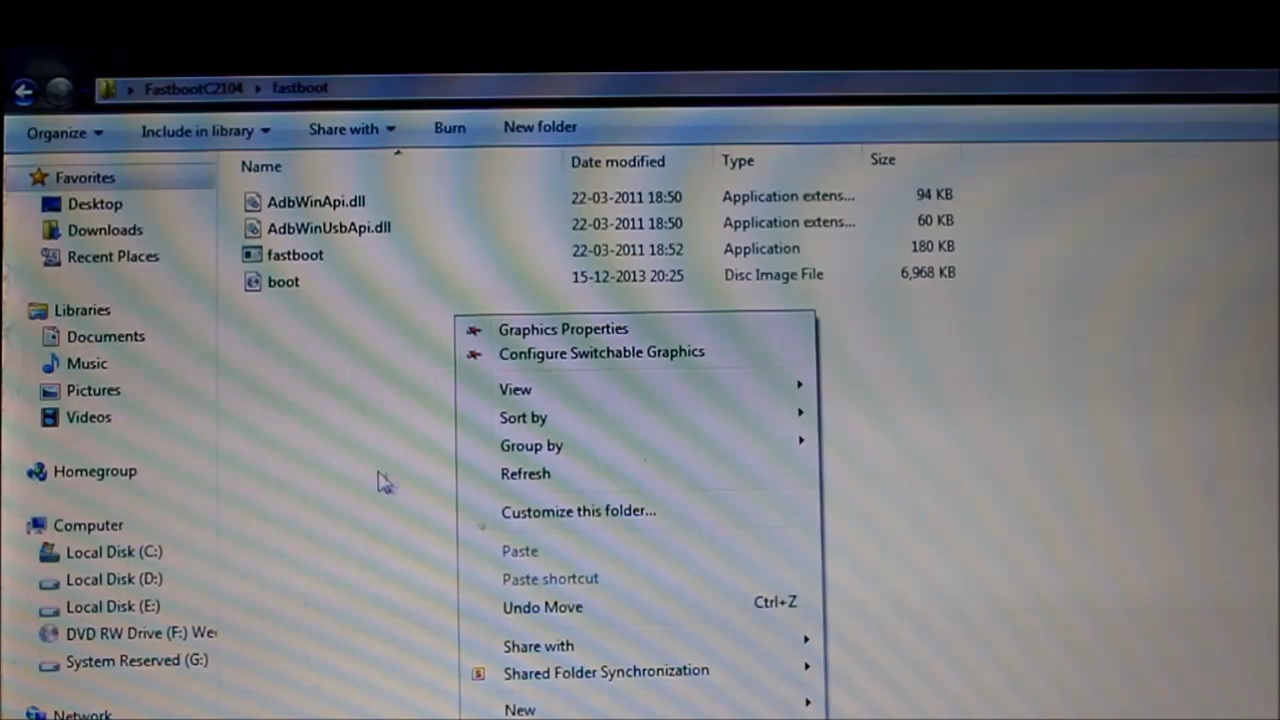 FastbootC2104 fastboot
Organize Include in library Share with Burn New folder
Name Date modified Type Size
Favorites
Desktop
Downloads
Recent Places
Libraries
Documents
Music
Pictures
Videos
Homegroup
Computer
Local Disk (C:)
Local Disk (D:)
Local Disk (E:)
DVD RW Drive (F:) We
System Reserved (G:)
Network
AdbWinApi.dll 22-03-2011 18:50 Application extens... 94 KB
AdbWinUsbApi.dll 22-03-2011 18:50 Application extens... 60 KB
fastboot 22-03-2011 18:52 Application 180 KB
boot 15-12-2013 20:25 Disc Image File 6,968 KB
Graphics Properties
Configure Switchable Graphics
View
Sort by
Group by
Refresh
Customize this folder...
Paste
Paste shortcut
Undo Move Ctrl+Z
Share with
Shared Folder Synchronization
New